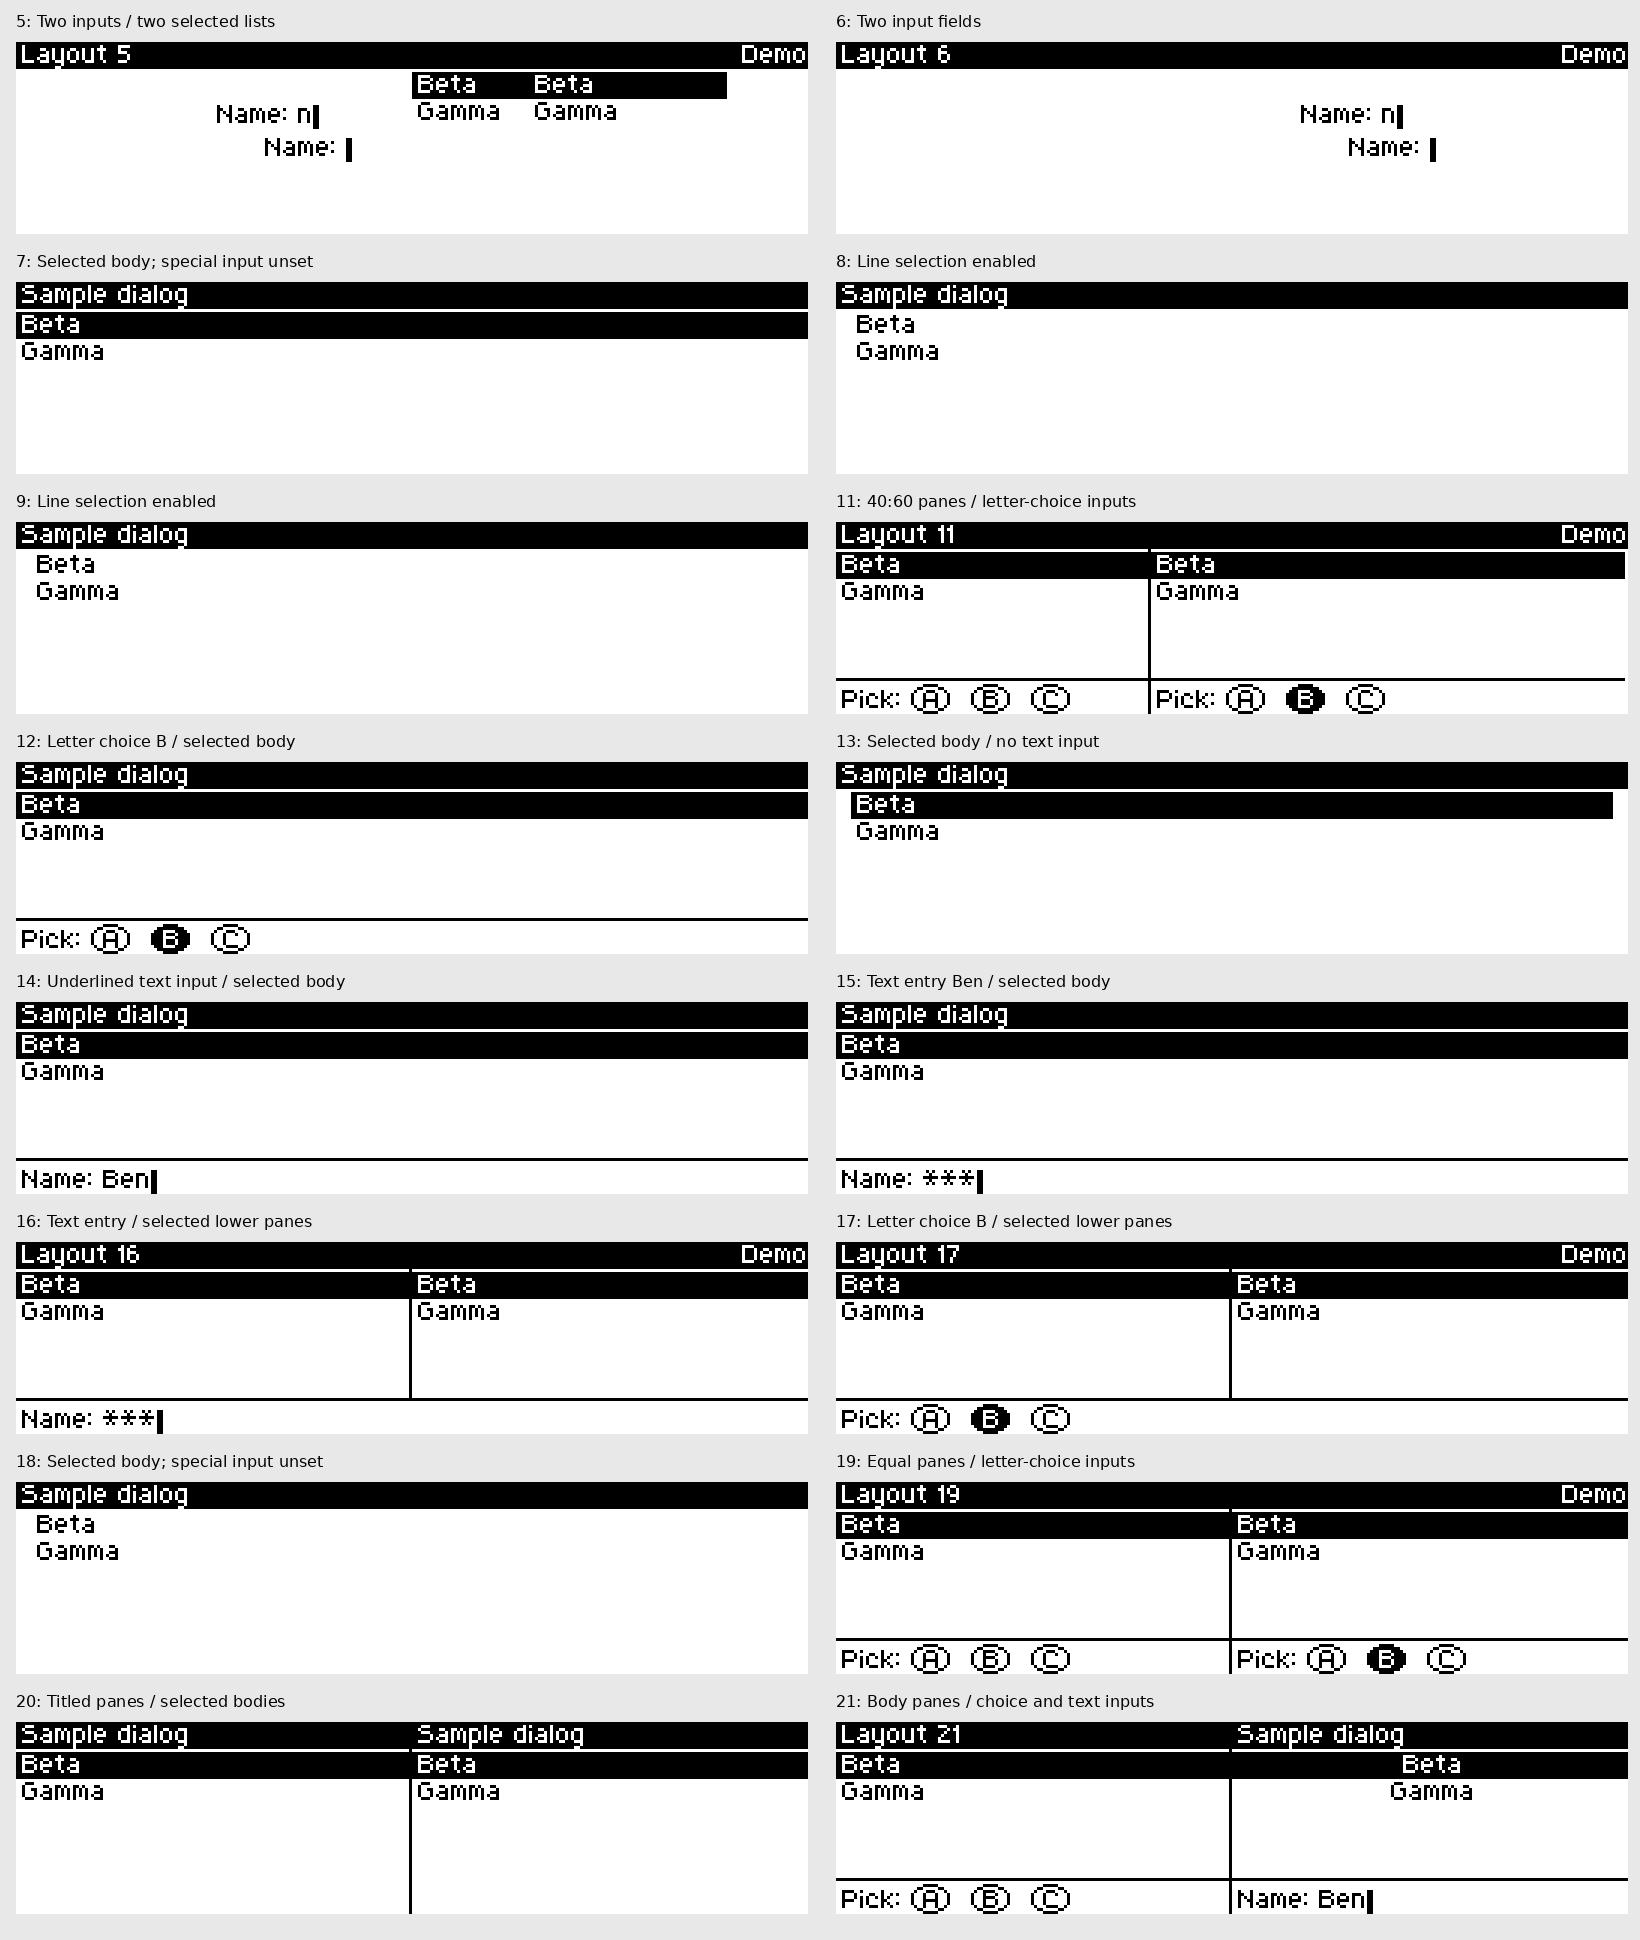 5: Two inputs / two selected lists
Layout 5 Demo
Beta Beta
Name: n Gamma Gamma
Name:
6: Two input fields
Layout 6 Demo
Name: n
Name:
7: Selected body; special input unset
Sample dialog
Beta
Gamma
8: Line selection enabled
Sample dialog
Beta
Gamma
9: Line selection enabled
Sample dialog
Beta
Gamma
11: 40:60 panes / letter-choice inputs
Layout 11 Demo
Beta Beta
Gamma Gamma
Pick: A B C Pick: A B C
12: Letter choice B / selected body
Sample dialog
Beta
Gamma
Pick: A B C
13: Selected body / no text input
Sample dialog
Beta
Gamma
14: Underlined text input / selected body
Sample dialog
Beta
Gamma
Name: Ben
15: Text entry Ben / selected body
Sample dialog
Beta
Gamma
Name: ***
16: Text entry / selected lower panes
Layout 16 Demo
Beta Beta
Gamma Gamma
Name: ***
17: Letter choice B / selected lower panes
Layout 17 Demo
Beta Beta
Gamma Gamma
Pick: A B C
18: Selected body; special input unset
Sample dialog
Beta
Gamma
19: Equal panes / letter-choice inputs
Layout 19 Demo
Beta Beta
Gamma Gamma
Pick: A B C Pick: A B C
20: Titled panes / selected bodies
Sample dialog Sample dialog
Beta Beta
Gamma Gamma
21: Body panes / choice and text inputs
Layout 21 Sample dialog
Beta Beta
Gamma Gamma
Pick: A B C Name: Ben